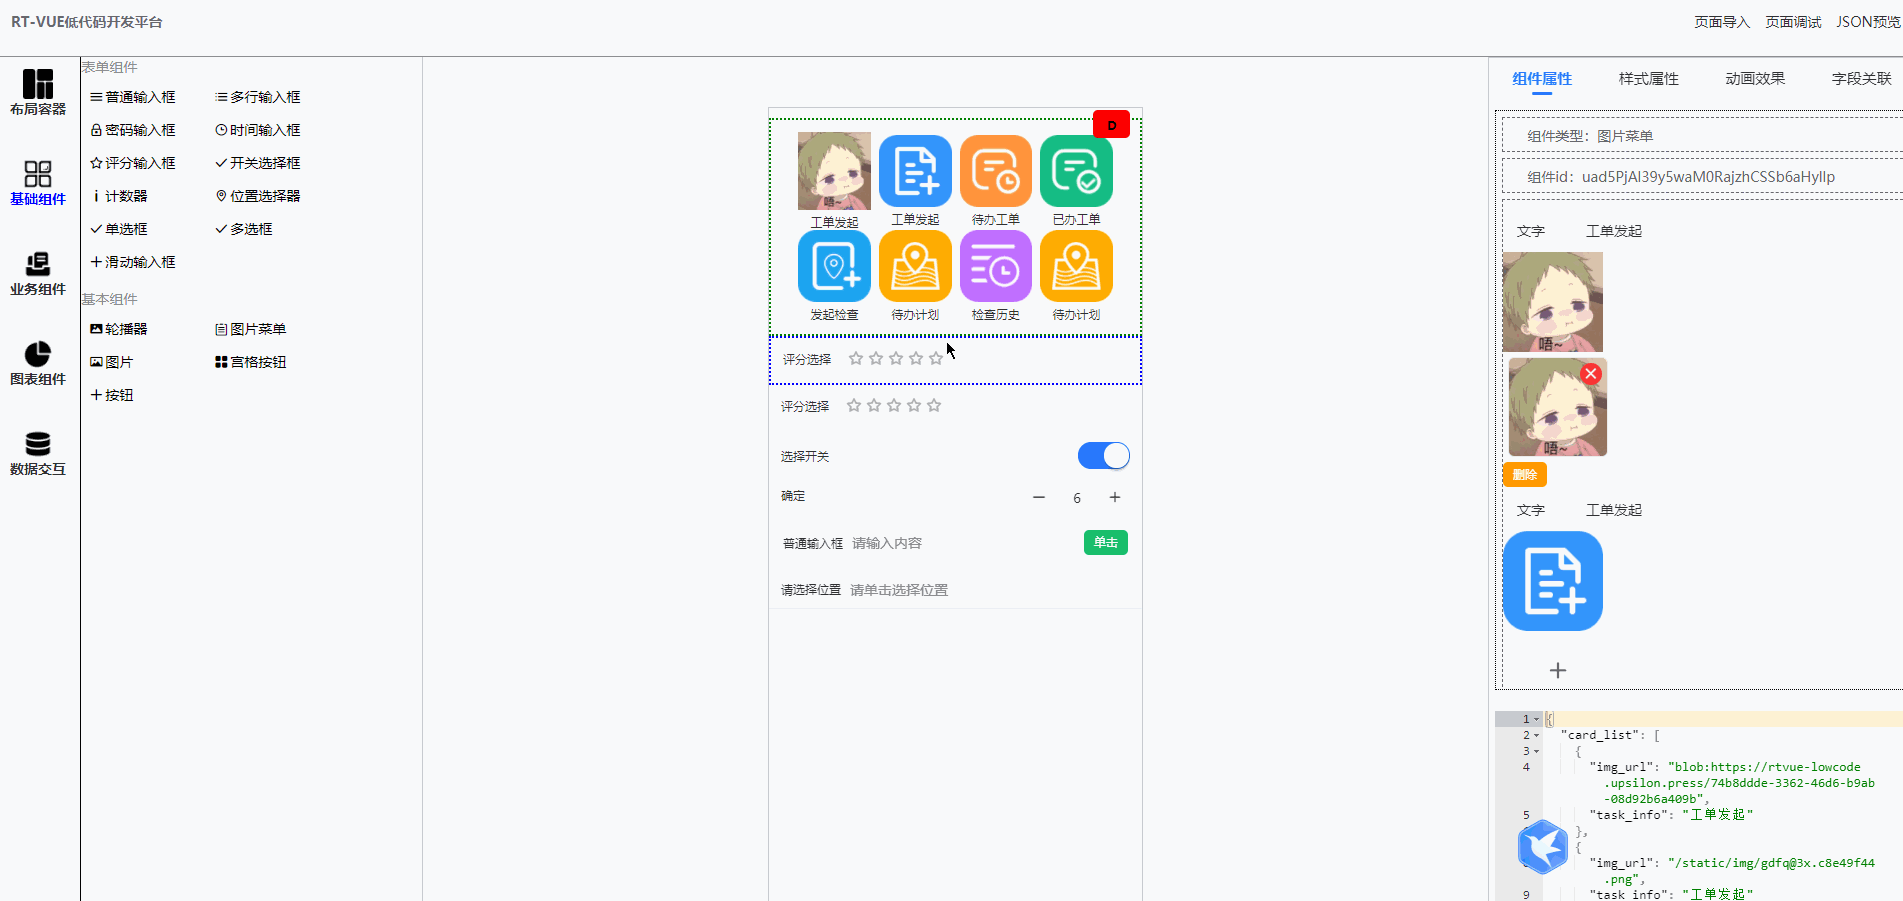 RT-VUE低代码开发平台
页面导入 页面调试 JSON预览
布局容器
基础组件
业务组件
图表组件
数据交互
表单组件
普通输入框 多行输入框
密码输入框 时间输入框
评分输入框 开关选择框
计数器 位置选择器
单选框 多选框
滑动输入框
基本组件
轮播器 图片菜单
图片 宫格按钮
按钮
D
唔~
工单发起 工单发起 待办工单 已办工单
发起检查 待办计划 检查历史 待办计划
评分选择
评分选择
选择开关
确定 6
普通输入框 请输入内容 单击
请选择位置 请单击选择位置
组件属性 样式属性 动画效果 字段关联
组件类型：图片菜单
组件id：uad5PjAI39y5waM0RajzhCSSb6aHyIlp
文字 工单发起
唔~
唔~
删除
文字 工单发起
1 {
2 "card_list": [
3 {
4 "img_url": "blob:https://rtvue-lowcode
.upsilon.press/74b8ddde-3362-46d6-b9ab
-08d92b6a409b",
5 "task_info": "工单发起"
},
{
"img_url": "/static/img/gdfq@3x.c8e49f44
.png",
9 "task_info": "工单发起"